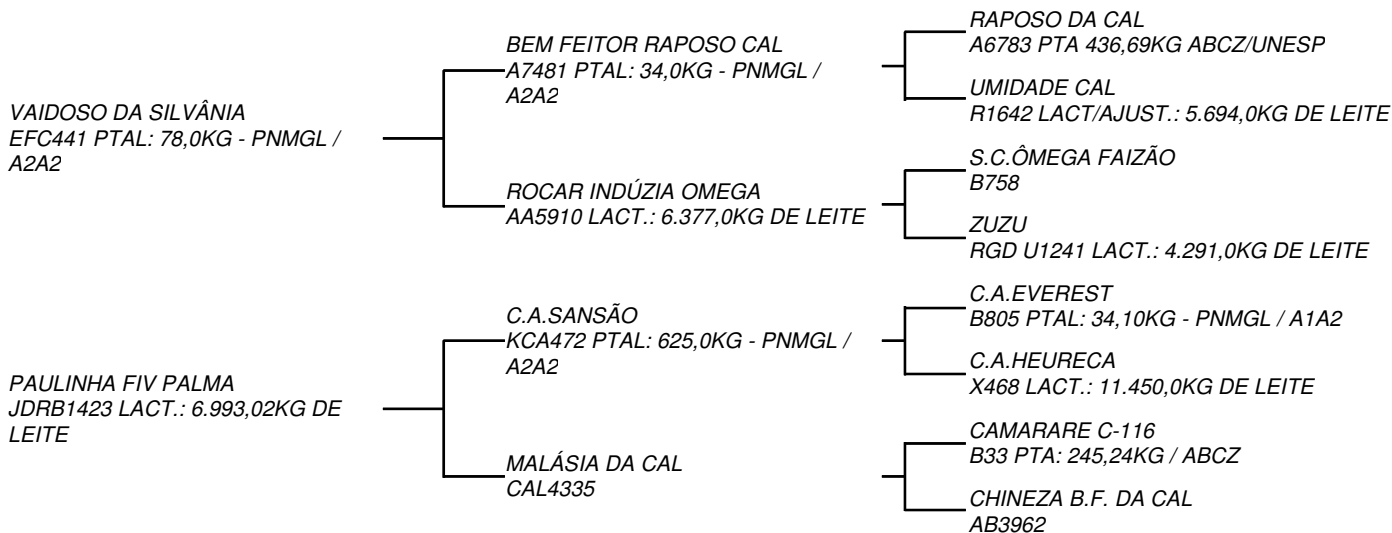 VAIDOSO DA SILVÂNIA
EFC441 PTAL: 78,0KG - PNMGL /
A2A2
PAULINHA FIV PALMA
JDRB1423 LACT.: 6.993,02KG DE
LEITE
BEM FEITOR RAPOSO CAL
A7481 PTAL: 34,0KG - PNMGL /
A2A2
ROCAR INDÚZIA OMEGA
AA5910 LACT.: 6.377,0KG DE LEITE
C.A.SANSÃO
KCA472 PTAL: 625,0KG - PNMGL /
A2A2
MALÁSIA DA CAL
CAL4335
RAPOSO DA CAL
A6783 PTA 436,69KG ABCZ/UNESP
UMIDADE CAL
R1642 LACT/AJUST.: 5.694,0KG DE LEITE
S.C.ÔMEGA FAIZÃO
B758
ZUZU
RGD U1241 LACT.: 4.291,0KG DE LEITE
C.A.EVEREST
B805 PTAL: 34,10KG - PNMGL / A1A2
C.A.HEURECA
X468 LACT.: 11.450,0KG DE LEITE
CAMARARE C-116
B33 PTA: 245,24KG / ABCZ
CHINEZA B.F. DA CAL
AB3962